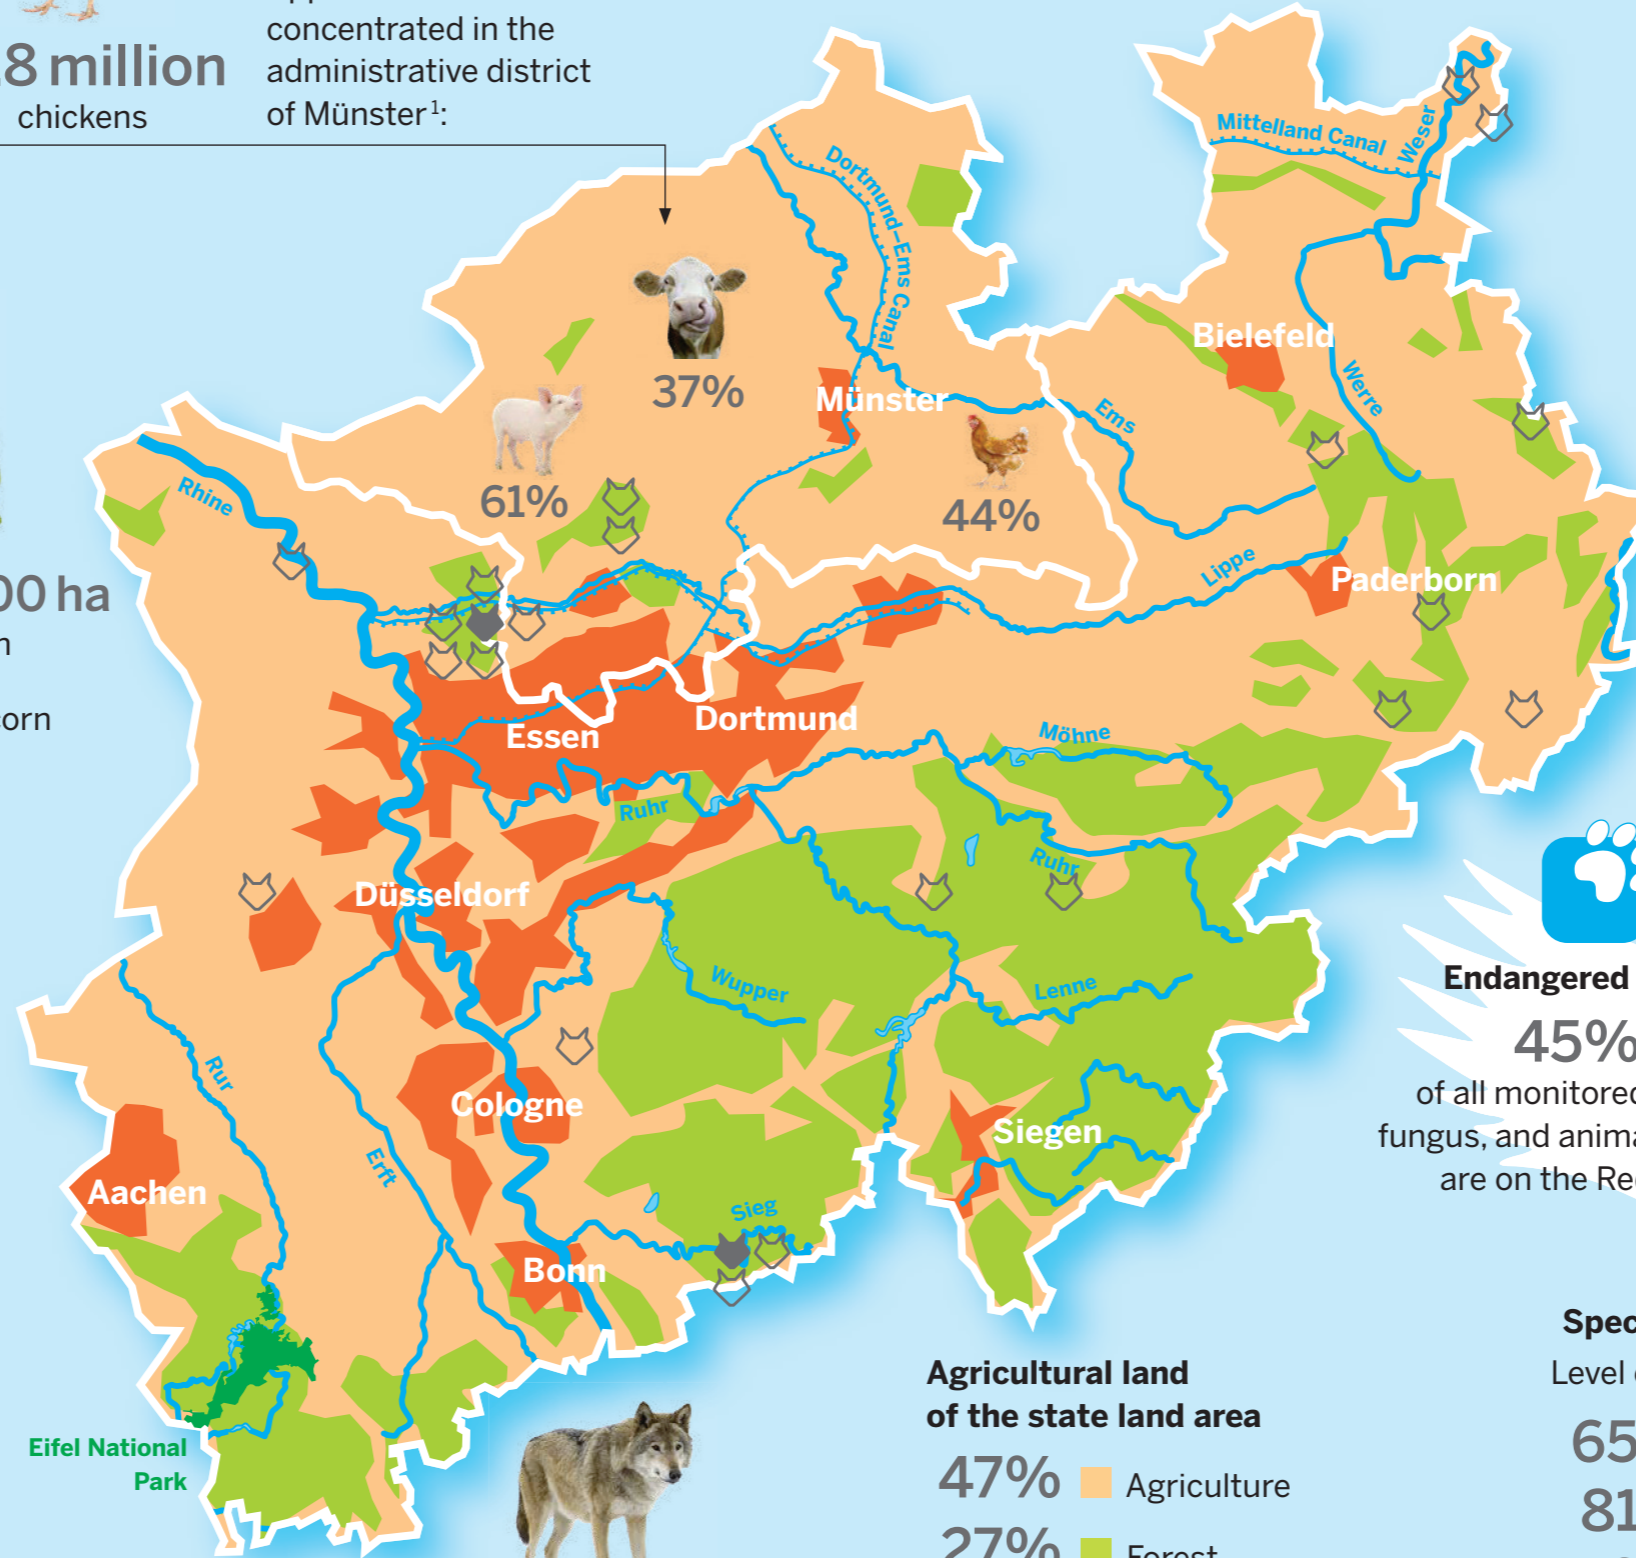 8 million
chickens
concentrated in the
administrative district
of Münster¹:
Mittelland Canal
Weser
Dortmund–Ems Canal
Bielefeld
37%
Münster
Werre
Ems
61%
44%
Rhine
00 ha
Lippe
Paderborn
corn
Essen
Dortmund
Möhne
Ruhr
Ruhr
Düsseldorf
Wupper
Lenne
Endangered
45%
of all monitored
fungus, and anima
are on the Re
Rur
Cologne
Siegen
Erft
Aachen
Sieg
Bonn
Spec
Level
65
81
Agricultural land
of the state land area
47% Agriculture
27% Forest
Eifel National
Park